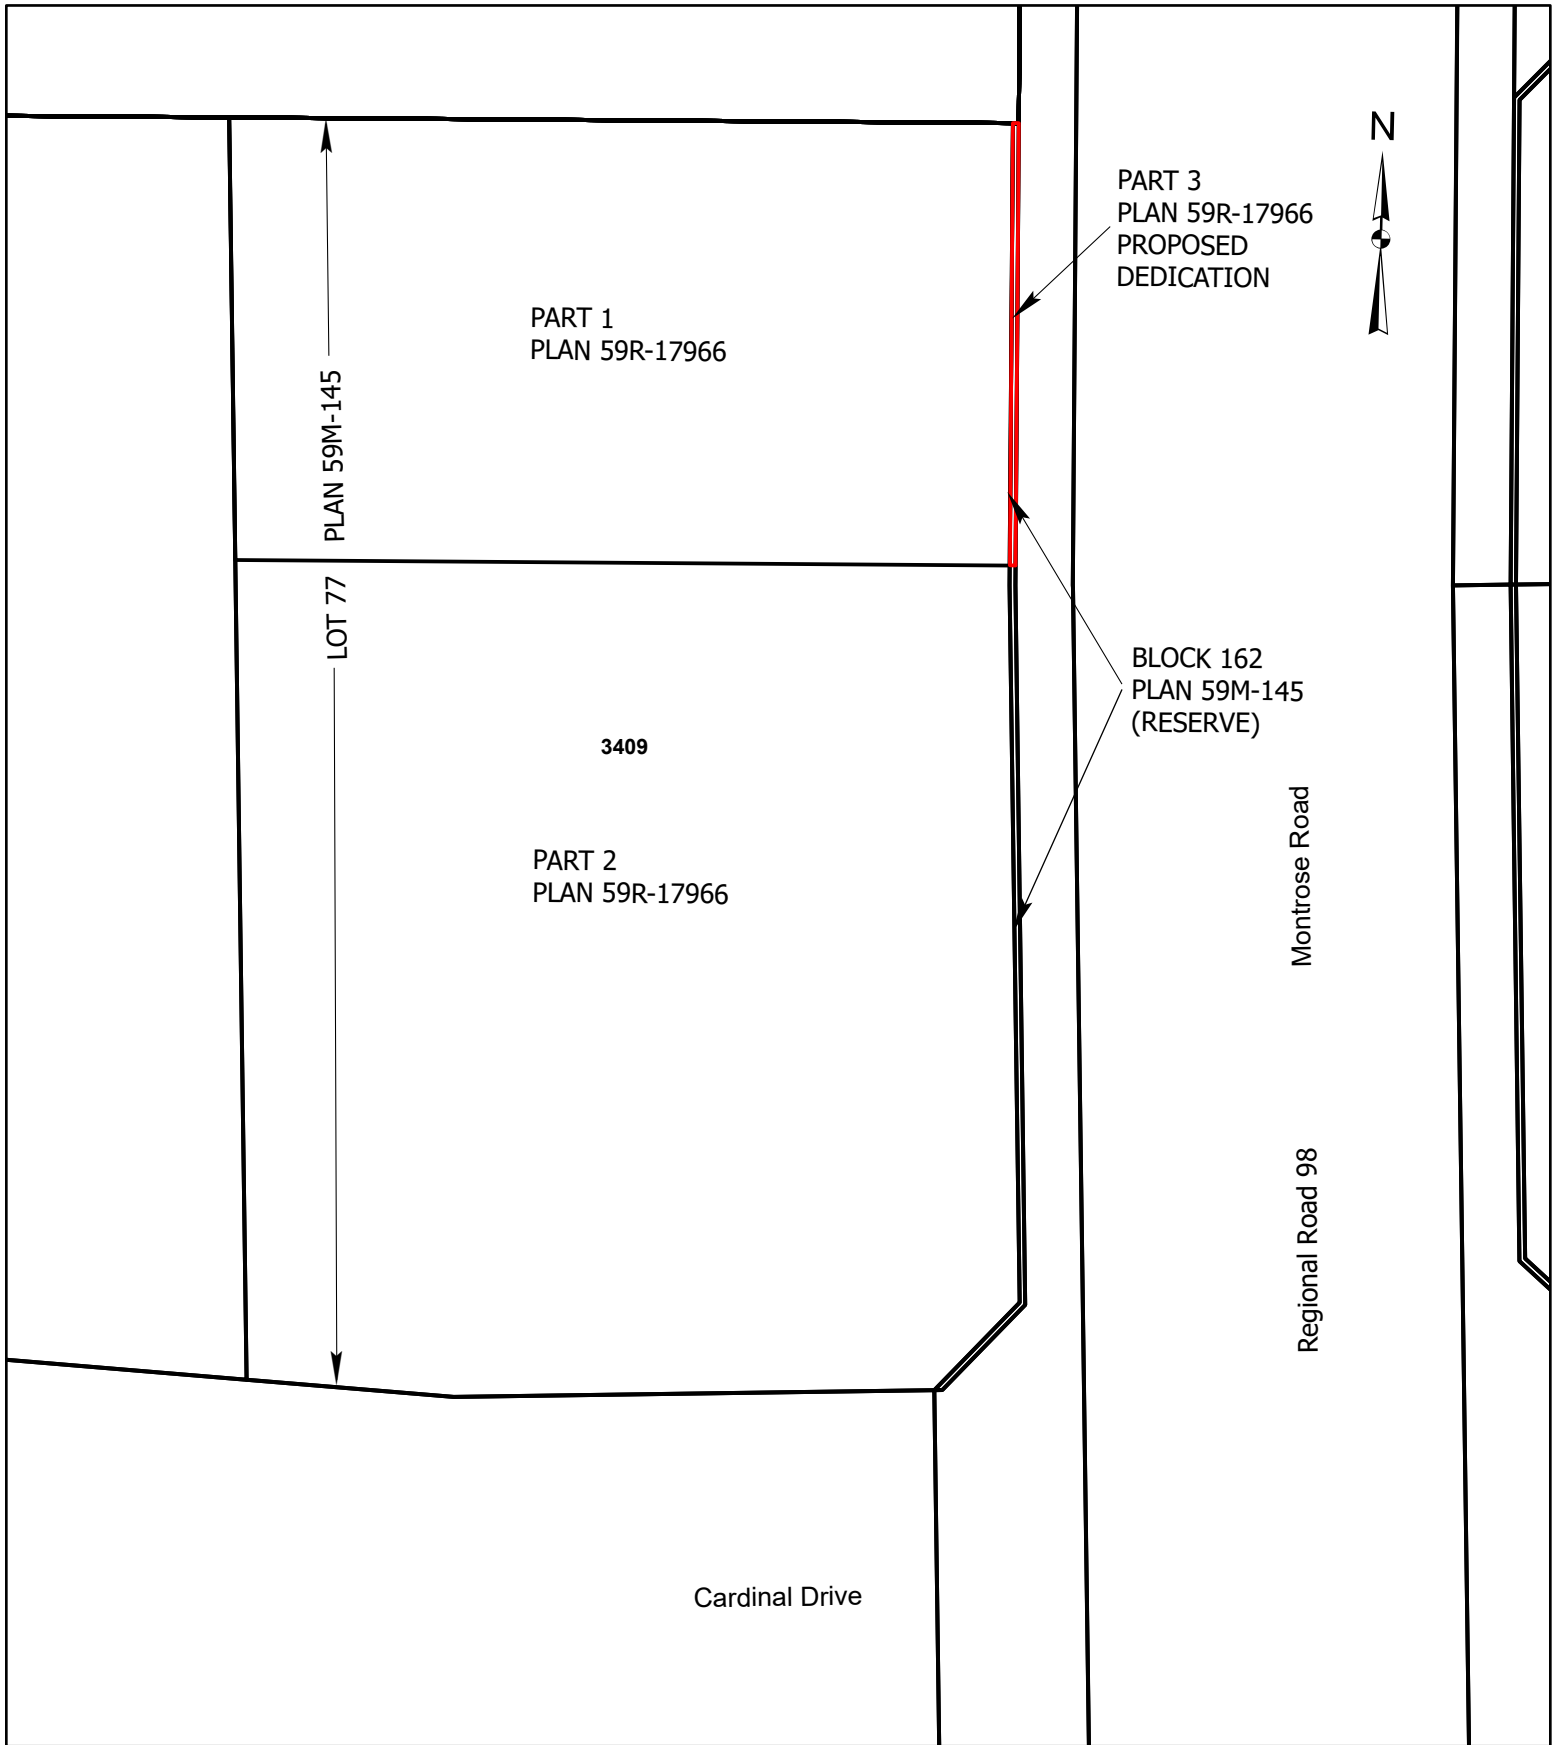 N
PART 3
PLAN 59R-17966
PROPOSED
DEDICATION
PART 1
PLAN 59R-17966
LOT 77 PLAN 59M-145
BLOCK 162
PLAN 59M-145
(RESERVE)
3409
PART 2
PLAN 59R-17966
Montrose Road
Regional Road 98
Cardinal Drive